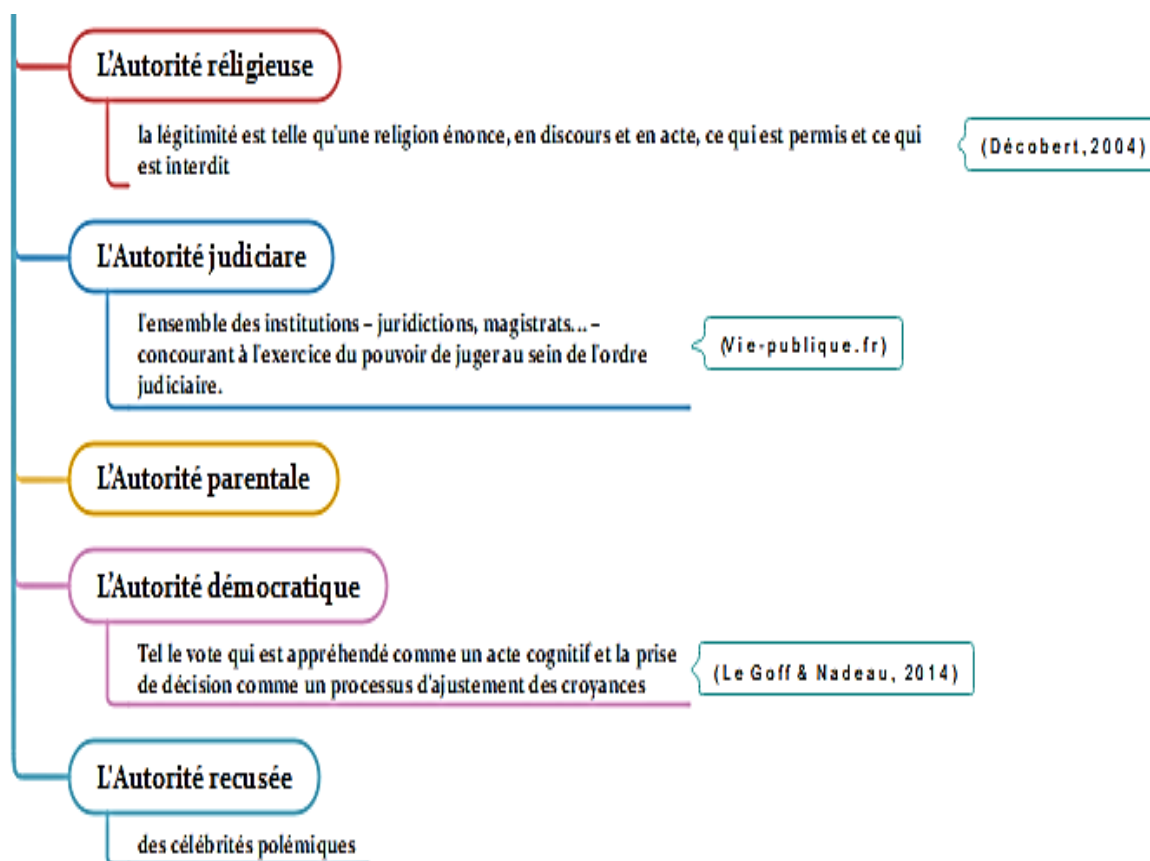 L'Autorité réligieuse
la légitimité est telle qu'une religion énonce, en discours et en acte, ce qui est permis et ce qui
est interdit
(Décobert,2004)
L'Autorité judiciare
l'ensemble des institutions – juridictions, magistrats... –
concourant à l'exercice du pouvoir de juger au sein de l'ordre
judiciaire.
(Vie-publique.fr)
L'Autorité parentale
L'Autorité démocratique
Tel le vote qui est appréhendé comme un acte cognitif et la prise
de décision comme un processus d'ajustement des croyances
(Le Goff & Nadeau, 2014)
L'Autorité recusée
des célébrités polémiques